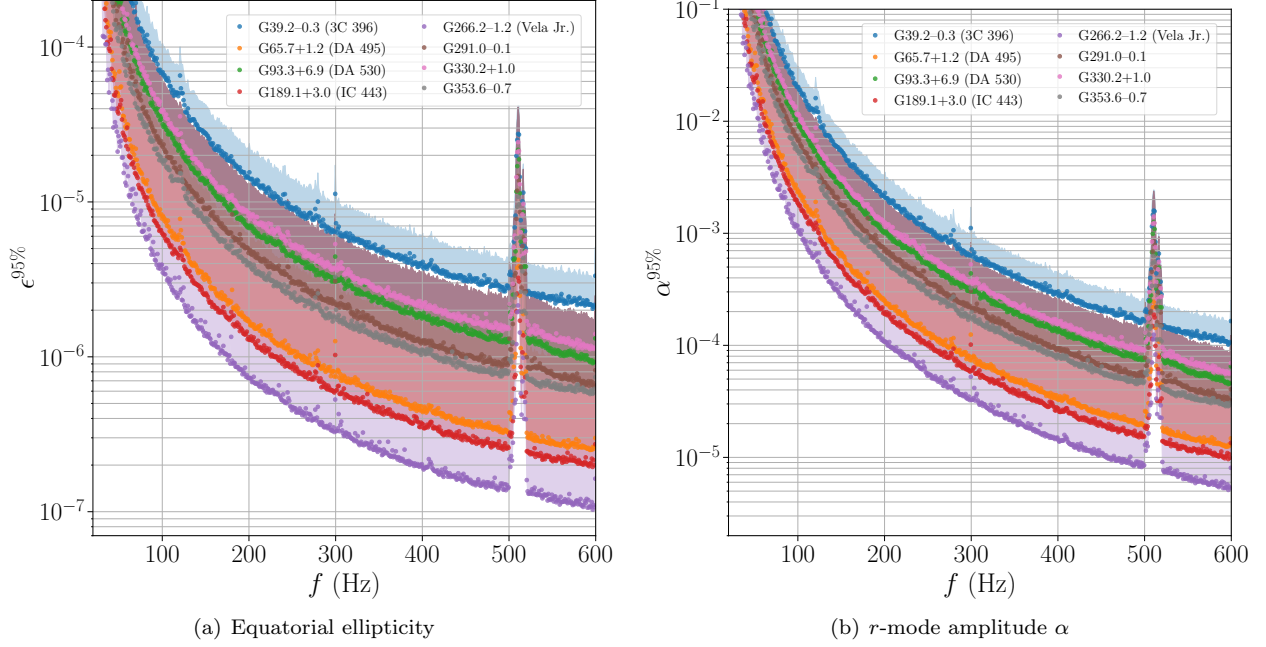 G39.2–0.3 (3C 396)
G65.7+1.2 (DA 495)
G93.3+6.9 (DA 530)
G189.1+3.0 (IC 443)
G266.2–1.2 (Vela Jr.)
G291.0–0.1
G330.2+1.0
G353.6–0.7
10⁻⁴
10⁻⁵
10⁻⁶
10⁻⁷
ϵ⁹⁵%
100 200 300 400 500 600
f (Hz)
(a) Equatorial ellipticity
G39.2–0.3 (3C 396)
G65.7+1.2 (DA 495)
G93.3+6.9 (DA 530)
G189.1+3.0 (IC 443)
G266.2–1.2 (Vela Jr.)
G291.0–0.1
G330.2+1.0
G353.6–0.7
10⁻¹
10⁻²
10⁻³
10⁻⁴
10⁻⁵
α⁹⁵%
100 200 300 400 500 600
f (Hz)
(b) r-mode amplitude α